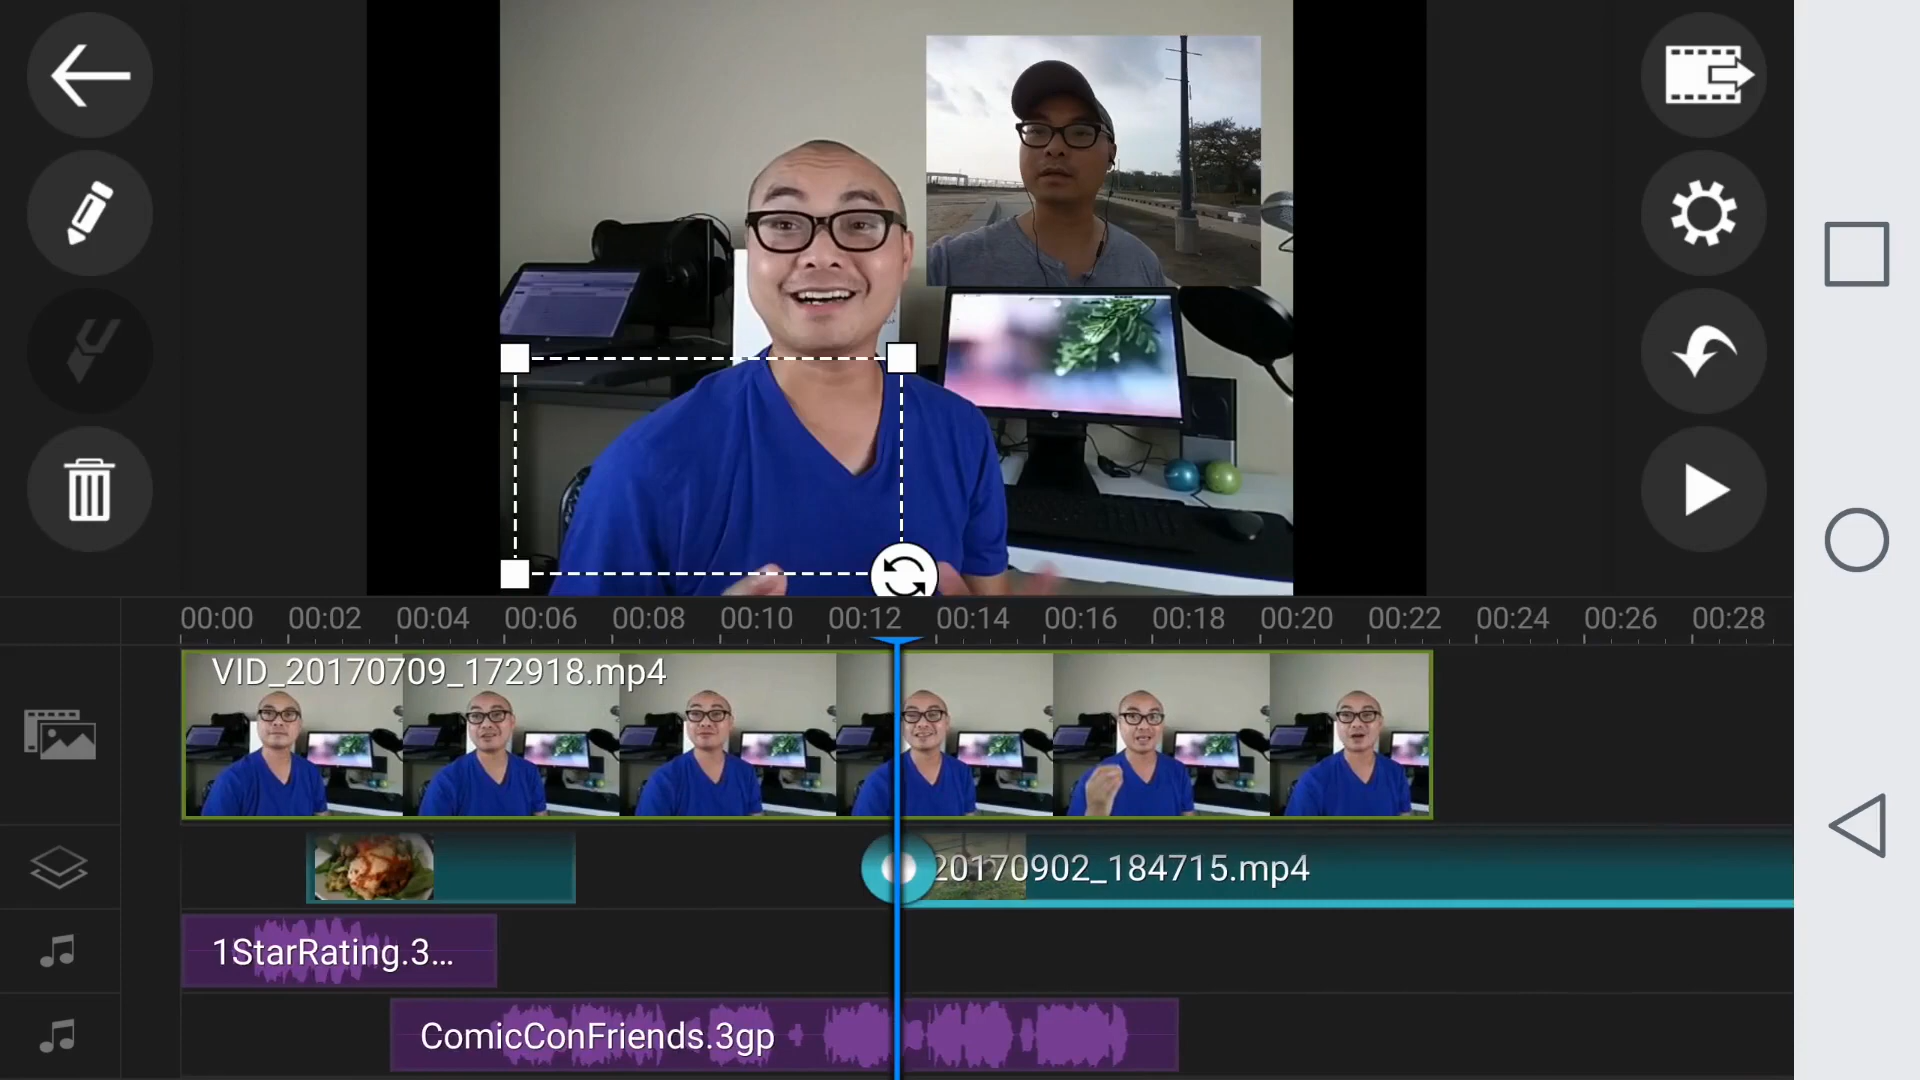 00:00 00:02 00:04 00:06 00:08 00:10 00:12 00:14 00:16 00:18 00:20 00:22 00:24 00:26 00:28
VID_20170709_172918.mp4
20170902_184715.mp4
1StarRating.3...
ComicConFriends.3gp